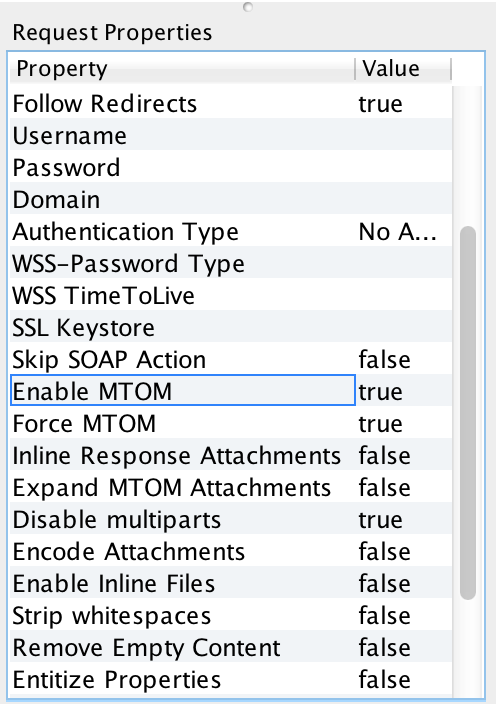 Request Properties
Property Value
Follow Redirects true
Username
Password
Domain
Authentication Type No A...
WSS-Password Type
WSS TimeToLive
SSL Keystore
Skip SOAP Action false
Enable MTOM true
Force MTOM true
Inline Response Attachments false
Expand MTOM Attachments false
Disable multiparts true
Encode Attachments false
Enable Inline Files false
Strip whitespaces false
Remove Empty Content false
Entitize Properties false